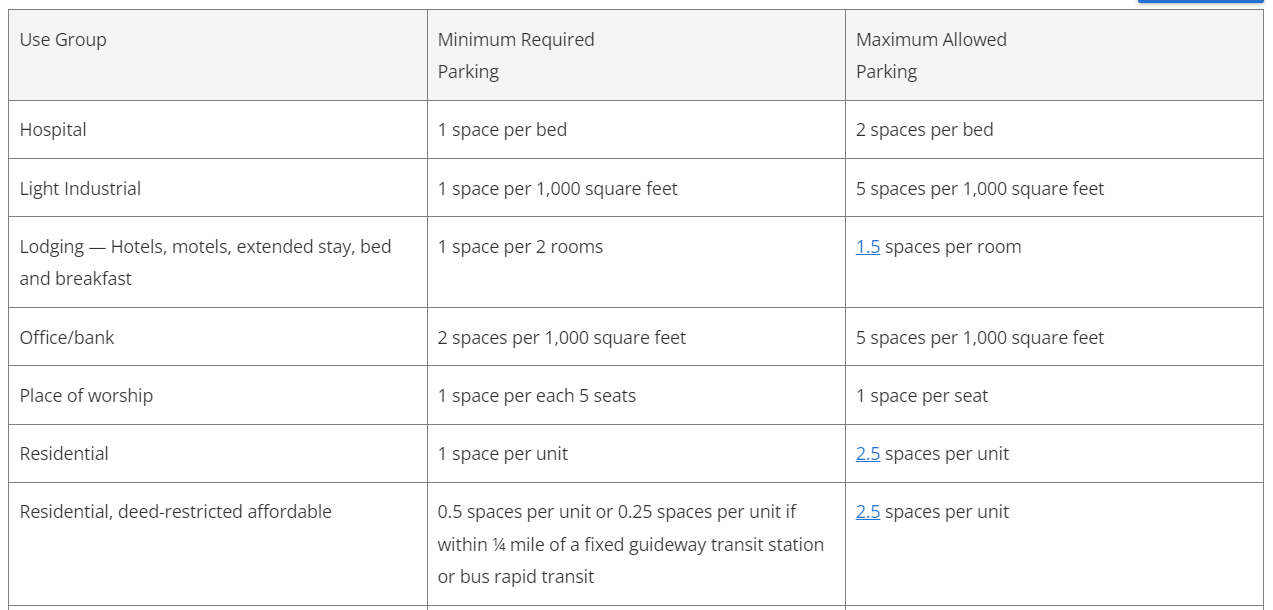 Use Group
Minimum Required
Parking
Maximum Allowed
Parking
Hospital
1 space per bed
2 spaces per bed
Light Industrial
1 space per 1,000 square feet
5 spaces per 1,000 square feet
Lodging — Hotels, motels, extended stay, bed
and breakfast
1 space per 2 rooms
1.5 spaces per room
Office/bank
2 spaces per 1,000 square feet
5 spaces per 1,000 square feet
Place of worship
1 space per each 5 seats
1 space per seat
Residential
1 space per unit
2.5 spaces per unit
Residential, deed-restricted affordable
0.5 spaces per unit or 0.25 spaces per unit if
within ¼ mile of a fixed guideway transit station
or bus rapid transit
2.5 spaces per unit